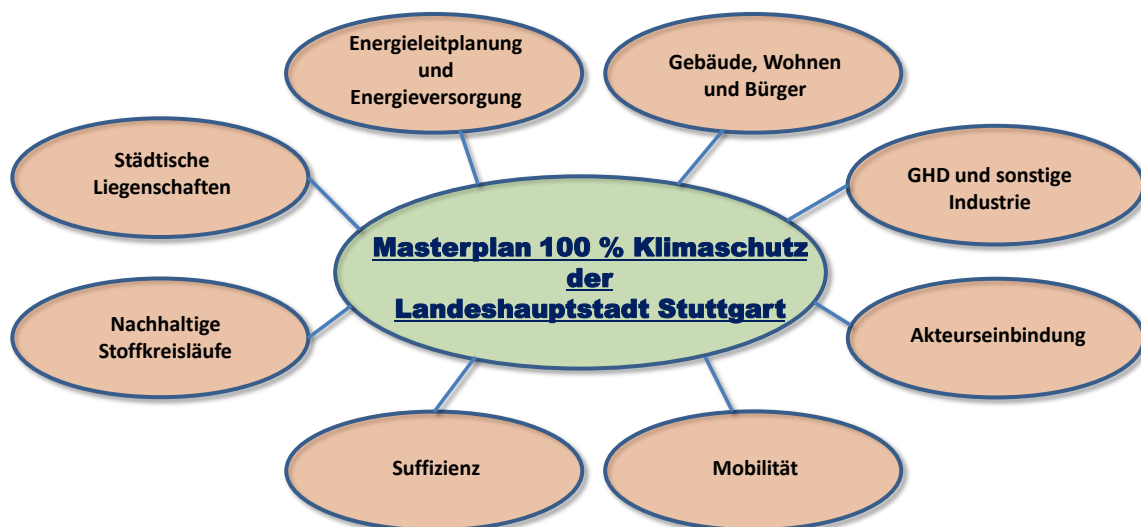 Energieleitplanung
und
Energieversorgung
Gebäude, Wohnen
und Bürger
Städtische
Liegenschaften
GHD und sonstige
Industrie
Masterplan 100 % Klimaschutz
der
Landeshauptstadt Stuttgart
Nachhaltige
Stoffkreisläufe
Akteurseinbindung
Suffizienz
Mobilität